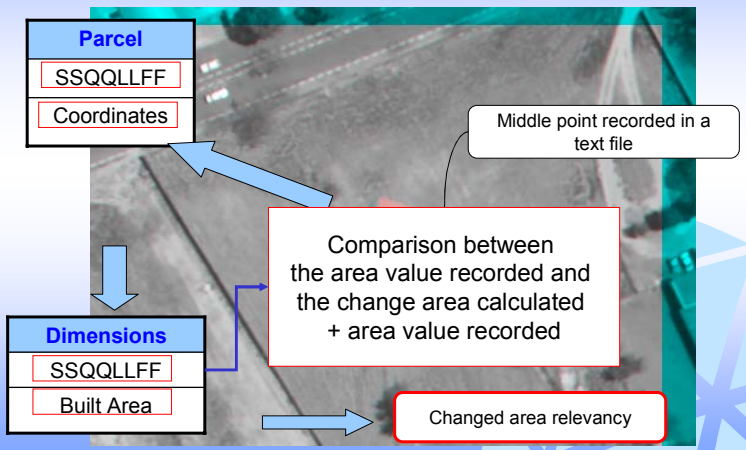 Parcel
SSQQLLFF
Coordinates
Middle point recorded in a
text file
Comparison between
the area value recorded and
the change area calculated
+ area value recorded
Dimensions
SSQQLLFF
Built Area
Changed area relevancy